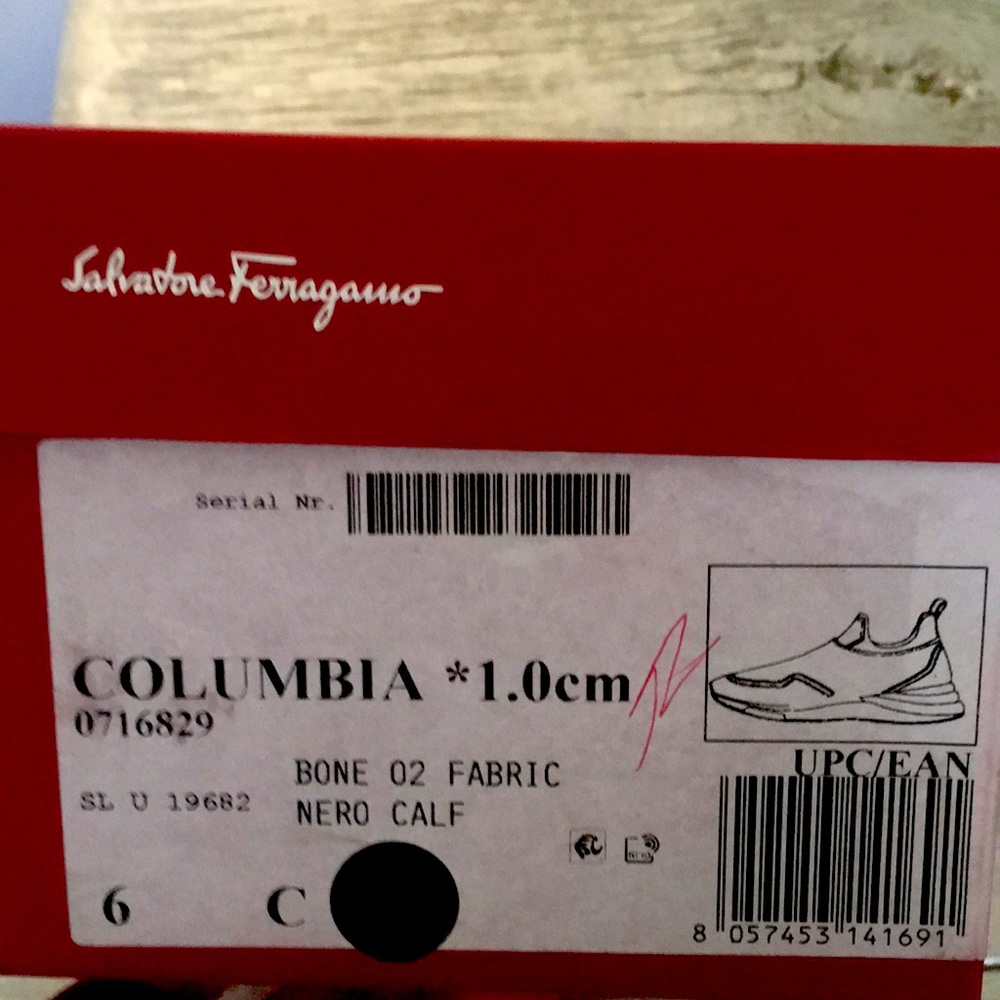 Salvatore Ferragamo
Serial Nr.
COLUMBIA *1.0cm
0716829
BONE 02 FABRIC
SL U 19682
NERO CALF
UPC/EAN
6 C
8 057453 141691